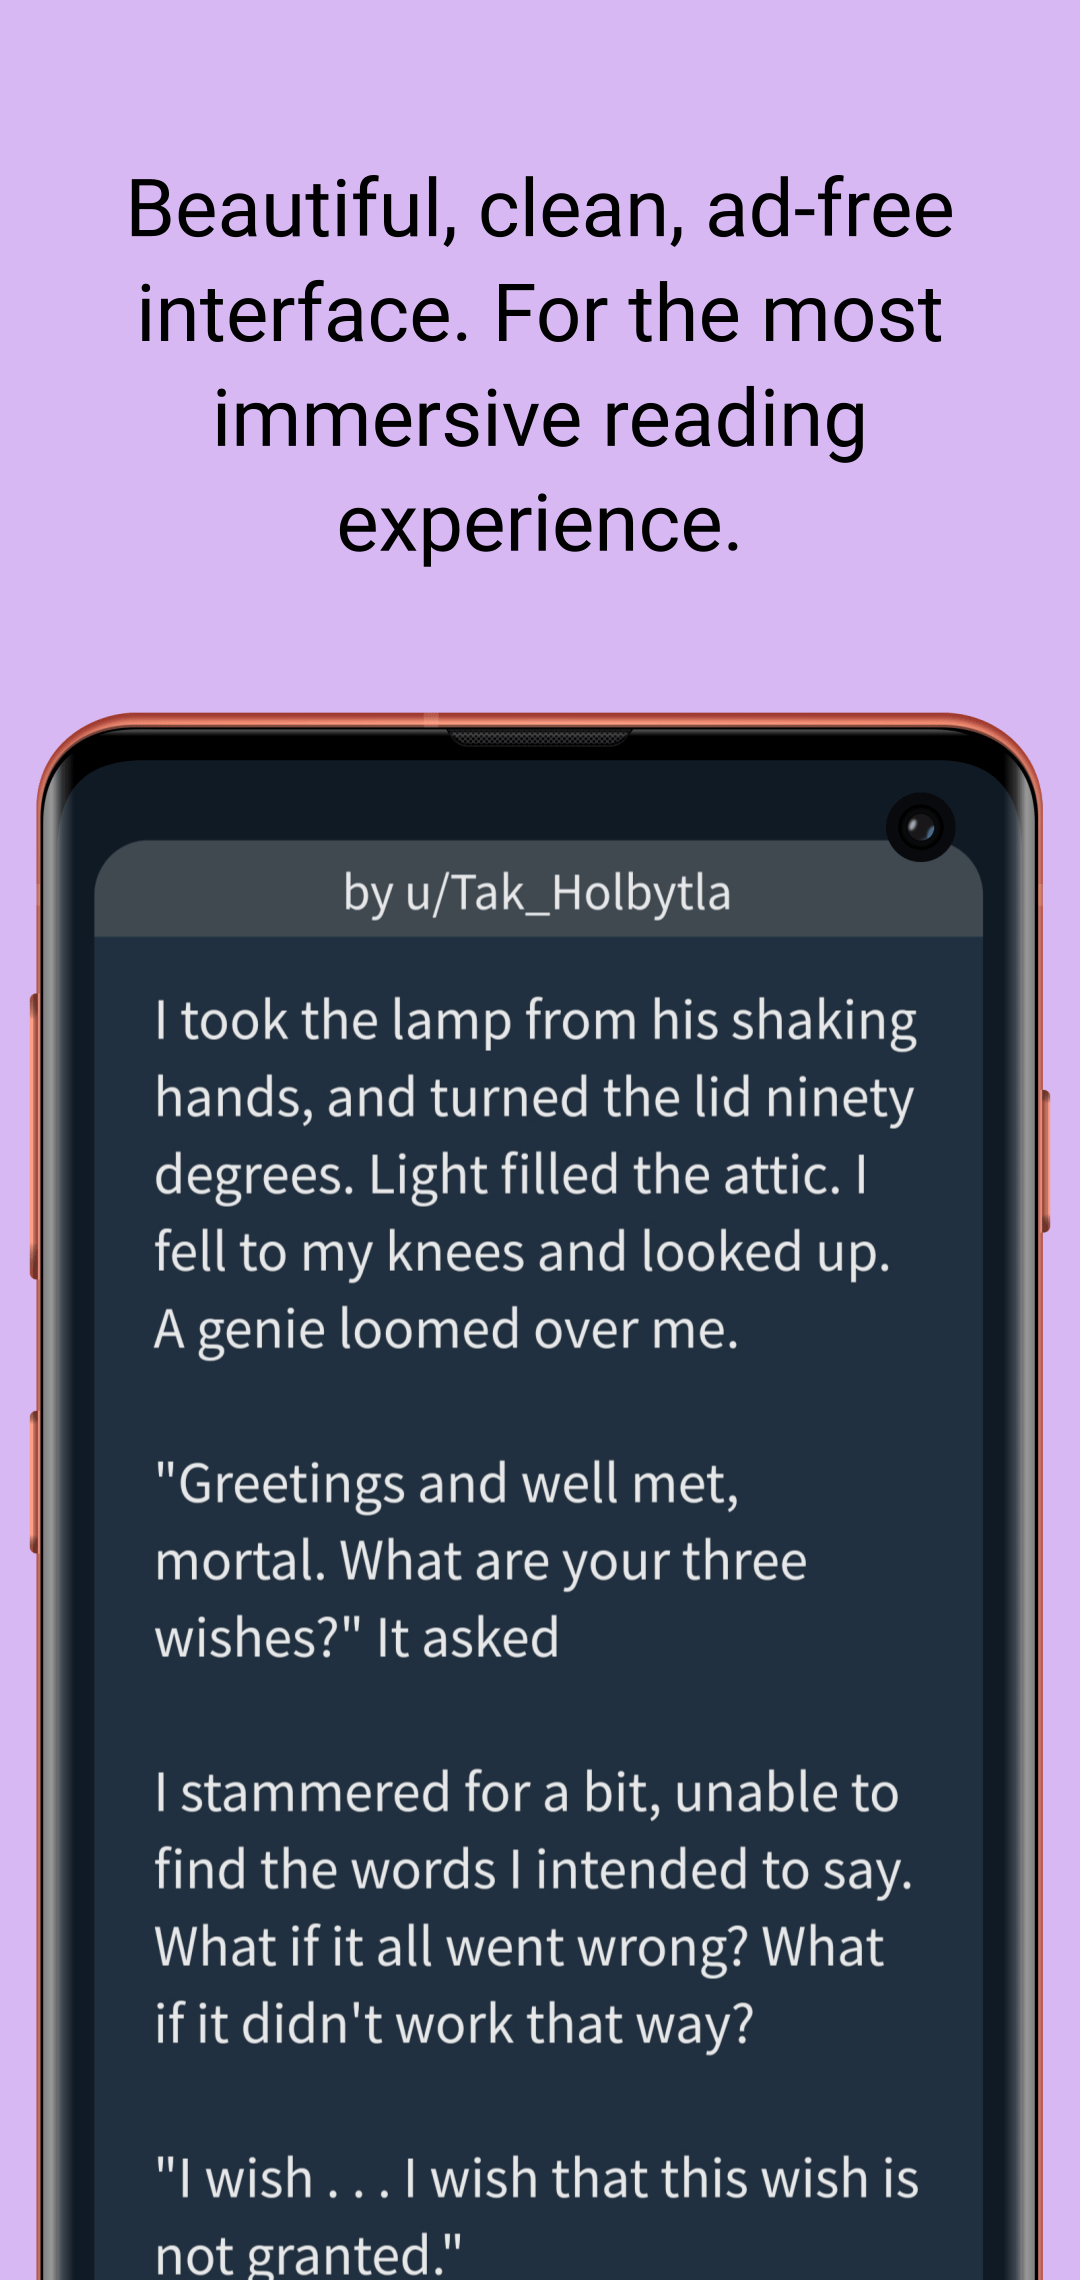 Beautiful, clean, ad-free
interface. For the most
immersive reading
experience.
by u/Tak_Holbytla
I took the lamp from his shaking
hands, and turned the lid ninety
degrees. Light filled the attic. I
fell to my knees and looked up.
A genie loomed over me.
"Greetings and well met,
mortal. What are your three
wishes?" It asked
I stammered for a bit, unable to
find the words I intended to say.
What if it all went wrong? What
if it didn't work that way?
"I wish . . . I wish that this wish is
not granted."